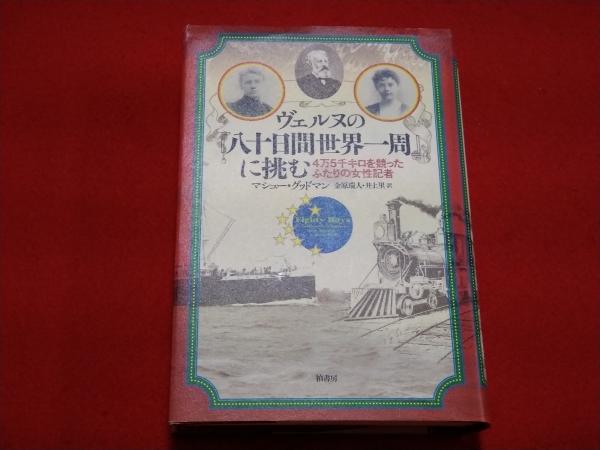 ヴェルヌの
『八十日間世界一周』
に挑む
4万5千キロを競った
ふたりの女性記者
マシュー・グッドマン 金原瑞人・井上里 訳
Eighty Days
柏書房